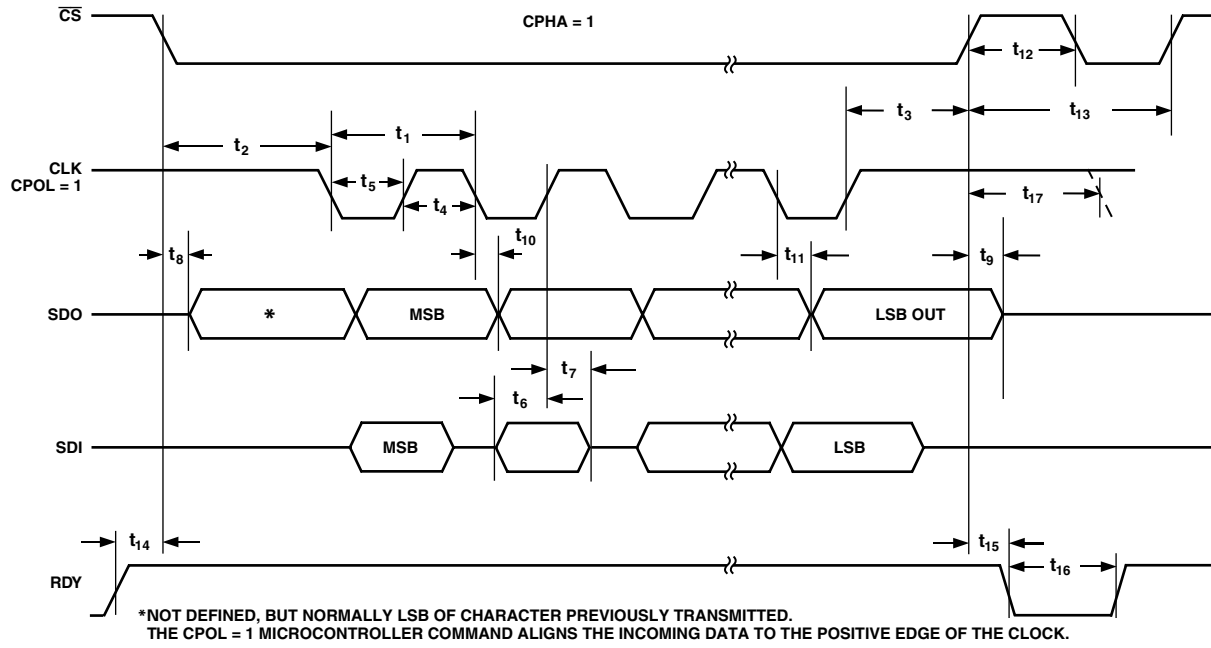 CS
CPHA = 1
t12
t3
t13
t1
t2
CLK
CPOL = 1
t5
t4
t17
t10
t8
t11
t9
SDO
*
MSB
LSB OUT
t7
t6
SDI
MSB
LSB
t14
t15
t16
RDY
*NOT DEFINED, BUT NORMALLY LSB OF CHARACTER PREVIOUSLY TRANSMITTED.
THE CPOL = 1 MICROCONTROLLER COMMAND ALIGNS THE INCOMING DATA TO THE POSITIVE EDGE OF THE CLOCK.